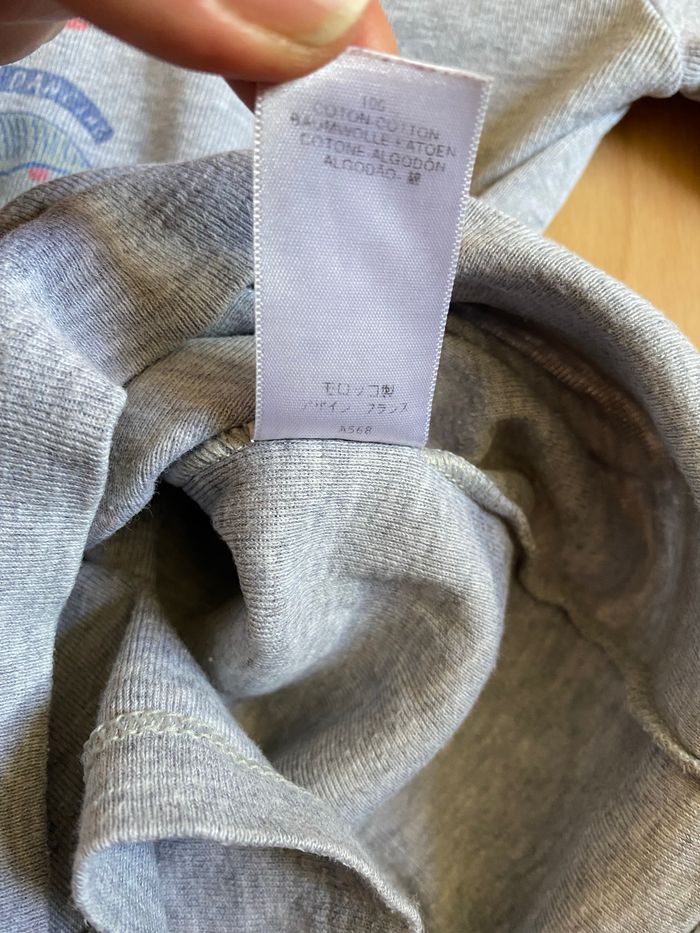 100
COTON-COTTON
BAUMWOLLE-KATOEN
COTONE-ALGODÓN
ALGODÃO-綿
モロッコ製
デザイン フランス
A568